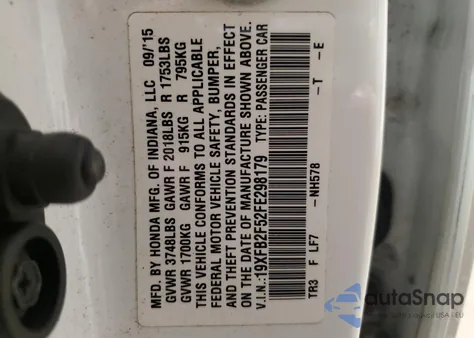 MFD. BY HONDA MFG. OF INDIANA, LLC 09/'15
GVWR 3748LBS GAWR F 2018LBS R 1753LBS
GVWR 1700KG GAWR F 915KG R 795KG
THIS VEHICLE CONFORMS TO ALL APPLICABLE
FEDERAL MOTOR VEHICLE SAFETY, BUMPER,
AND THEFT PREVENTION STANDARDS IN EFFECT
ON THE DATE OF MANUFACTURE SHOWN ABOVE.
V.I.N.:19XFB2F52FE298179 TYPE: PASSENGER CAR
TR3 F LF7 -NH578 -T -E
autoSnap